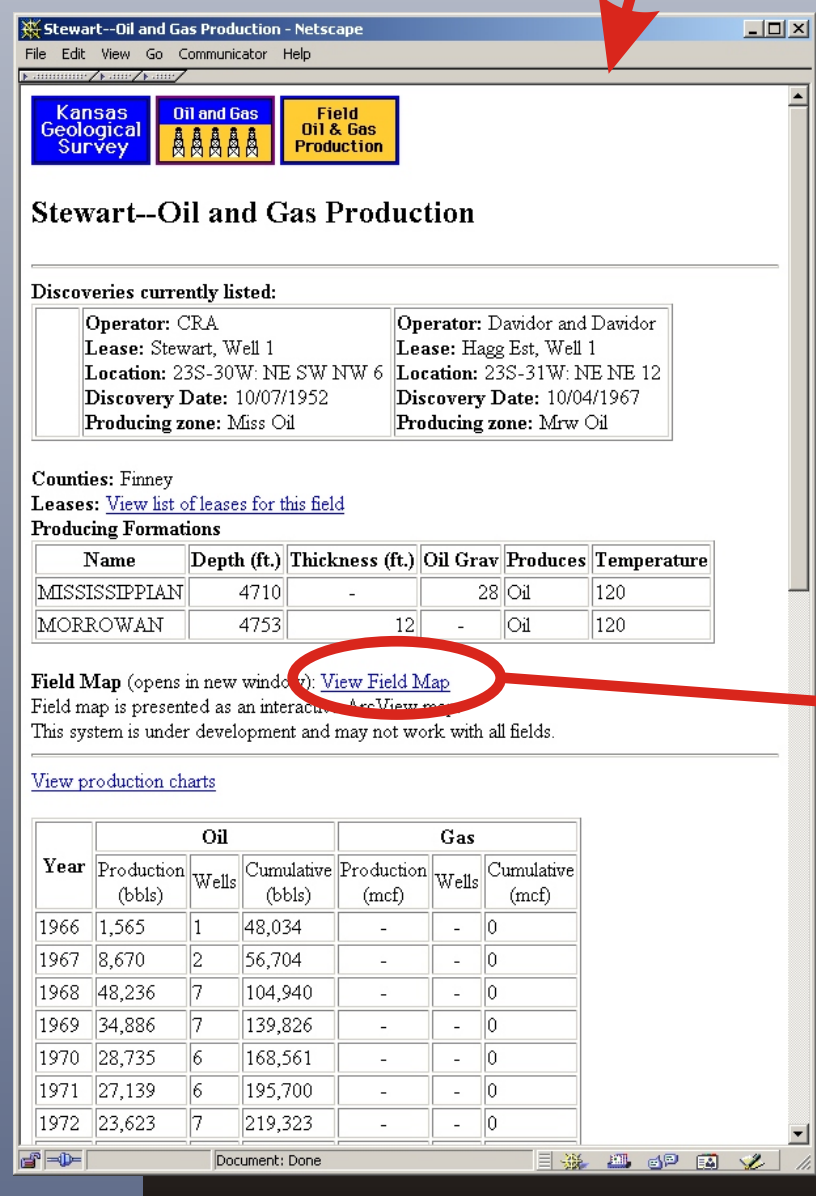 Stewart--Oil and Gas Production - Netscape
File Edit View Go Communicator Help
Kansas
Geological
Survey
Oil and Gas
Field
Oil & Gas
Production
Stewart--Oil and Gas Production
Discoveries currently listed:
Operator: CRA
Lease: Stewart, Well 1
Location: 23S-30W: NE SW NW 6
Discovery Date: 10/07/1952
Producing zone: Miss Oil
Operator: Davidor and Davidor
Lease: Hagg Est, Well 1
Location: 23S-31W: NE NE 12
Discovery Date: 10/04/1967
Producing zone: Mrw Oil
Counties: Finney
Leases: View list of leases for this field
Producing Formations
Name Depth (ft.) Thickness (ft.) Oil Grav Produces Temperature
MISSISSIPPIAN 4710 - 28 Oil 120
MORROWAN 4753 12 - Oil 120
Field Map (opens in new window): View Field Map
Field map is presented as an interactive ArcView map.
This system is under development and may not work with all fields.
View production charts
Year Oil Gas
Production (bbls) Wells Cumulative (bbls) Production (mcf) Wells Cumulative (mcf)
1966 1,565 1 48,034 - - 0
1967 8,670 2 56,704 - - 0
1968 48,236 7 104,940 - - 0
1969 34,886 7 139,826 - - 0
1970 28,735 6 168,561 - - 0
1971 27,139 6 195,700 - - 0
1972 23,623 7 219,323 - - 0
Document: Done